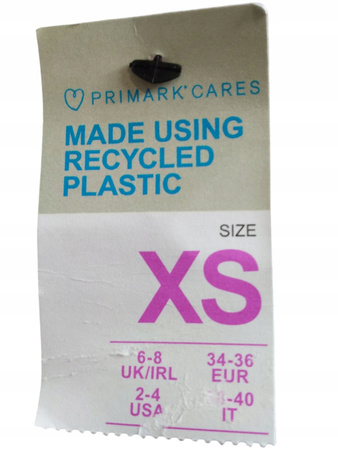 PRIMARK® CARES
MADE USING
RECYCLED
PLASTIC
SIZE
XS
6-8
UK/IRL
34-36
EUR
2-4
USA
-40
IT